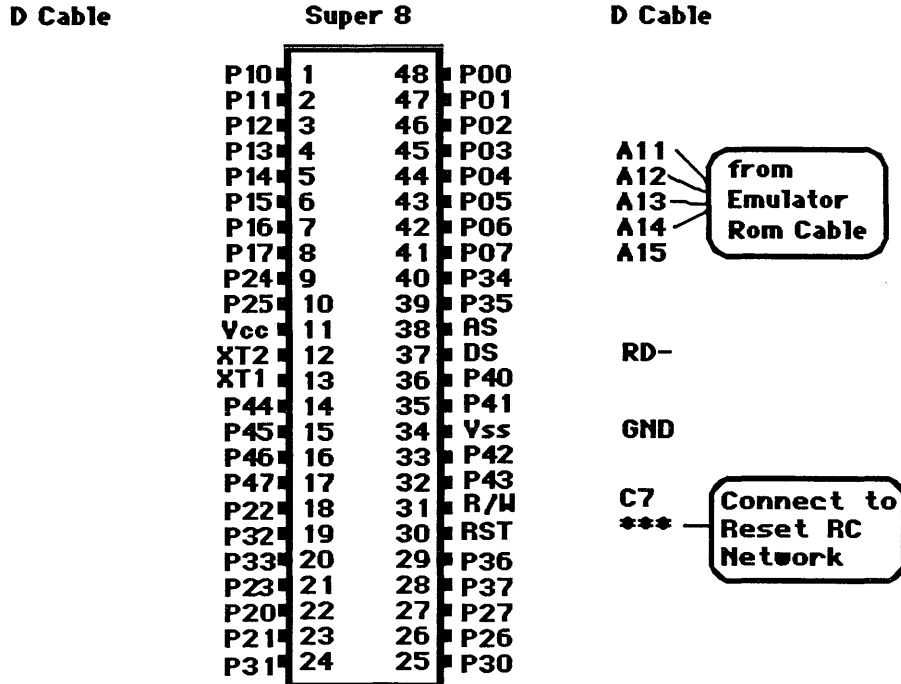 D Cable Super 8 D Cable
P10 1 48 P00
P11 2 47 P01
P12 3 46 P02
P13 4 45 P03 A11
P14 5 44 P04 A12 from
P15 6 43 P05 A13 Emulator
P16 7 42 P06 A14 Rom Cable
P17 8 41 P07 A15
P24 9 40 P34
P25 10 39 P35
Vcc 11 38 AS
XT2 12 37 DS RD-
XT1 13 36 P40
P44 14 35 P41
P45 15 34 Vss GND
P46 16 33 P42
P47 17 32 P43
P22 18 31 R/W C7 Connect to
P32 19 30 RST *** Reset RC
P33 20 29 P36 Network
P23 21 28 P37
P20 22 27 P27
P21 23 26 P26
P31 24 25 P30